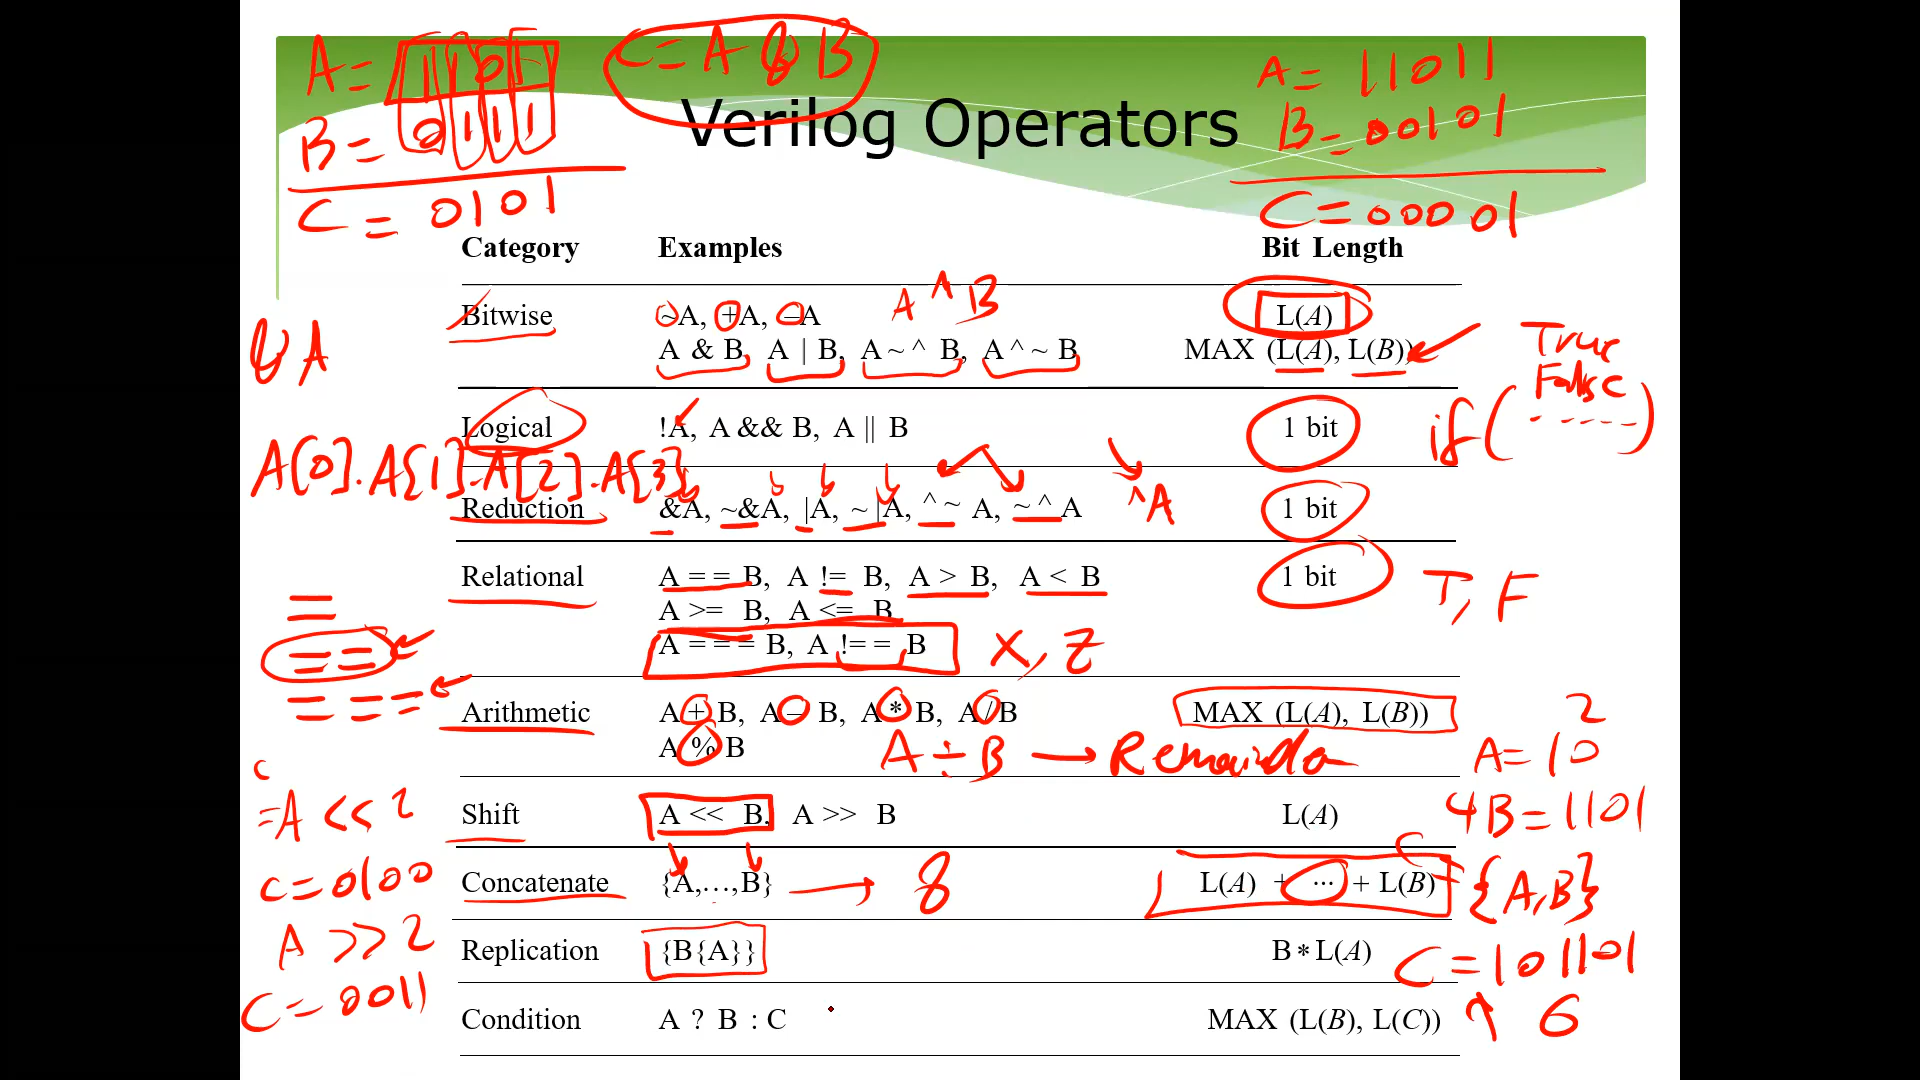 A = 1101
C = A & B
A = 11011
Verilog Operators
B = 0111
B = 00101
C = 0101
C = 00001
Category Examples Bit Length
Bitwise ~A, +A, –A A ^ B L(A)
& A
A & B, A | B, A ~ ^ B, A ^ ~ B MAX (L(A), L(B))
True
False
Logical !A, A && B, A || B 1 bit if ( ------ )
A[0] . A[1] . A[2] . A[3]
Reduction &A, ~&A, |A, ~ |A, ^ ~ A, ~ ^ A ^A 1 bit
Relational A = = B, A != B, A > B, A < B 1 bit T, F
A >= B, A <= B
=
A = = = B, A != = B X, Z
= =
= = =
Arithmetic A + B, A – B, A * B, A / B MAX (L(A), L(B)) 2
A % B A ÷ B → Remainder A = 10
C
= A << 2
Shift A << B, A >> B L(A) 4 B = 1101
C = 0100
Concatenate {A,…,B} → 8 L(A) + ··· + L(B) C = {A,B}
A >> 2
Replication {B{A}} B * L(A) C = 101101
C = 0011
Condition A ? B : C MAX (L(B), L(C)) ↑ 6